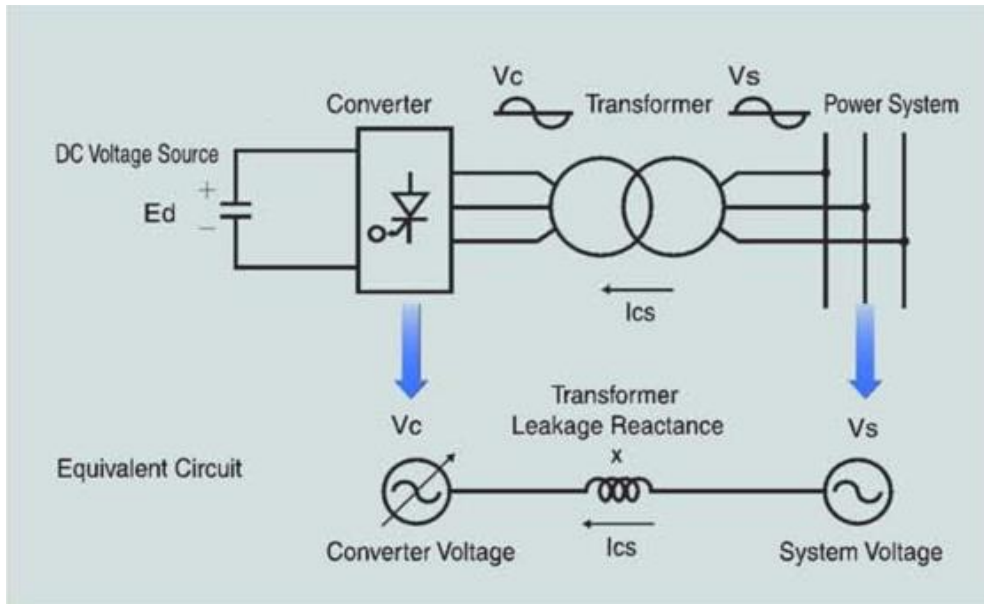 Vc
Vs
Converter
Transformer
Power System
DC Voltage Source
+
Ed
−
Ics
Transformer
Leakage Reactance
Vc
x
Vs
Equivalent Circuit
Ics
Converter Voltage
System Voltage